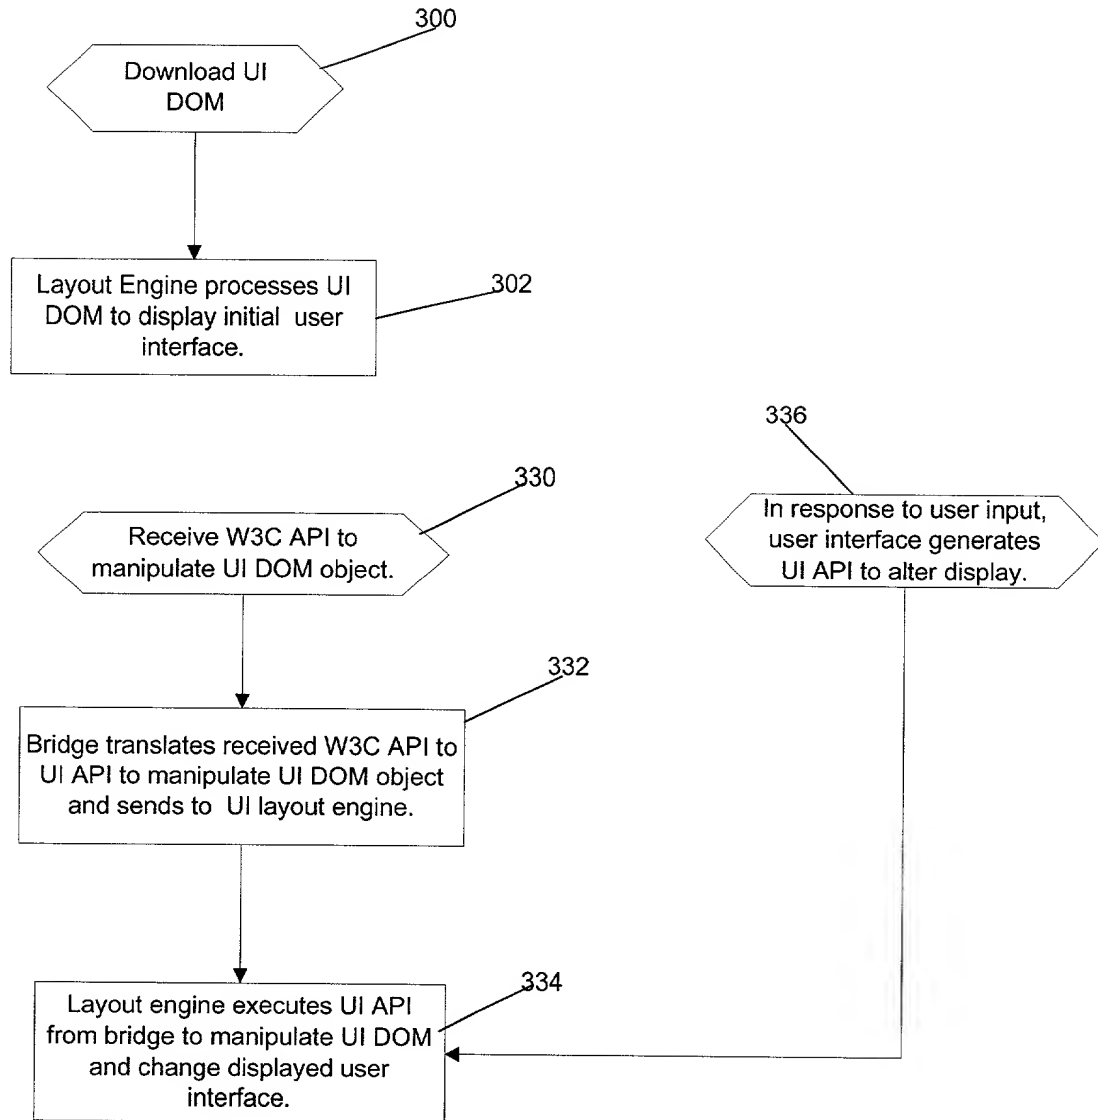 300
Download UI
DOM
Layout Engine processes UI
DOM to display initial user
interface.
302
336
330
Receive W3C API to
manipulate UI DOM object.
In response to user input,
user interface generates
UI API to alter display.
332
Bridge translates received W3C API to
UI API to manipulate UI DOM object
and sends to UI layout engine.
334
Layout engine executes UI API
from bridge to manipulate UI DOM
and change displayed user
interface.